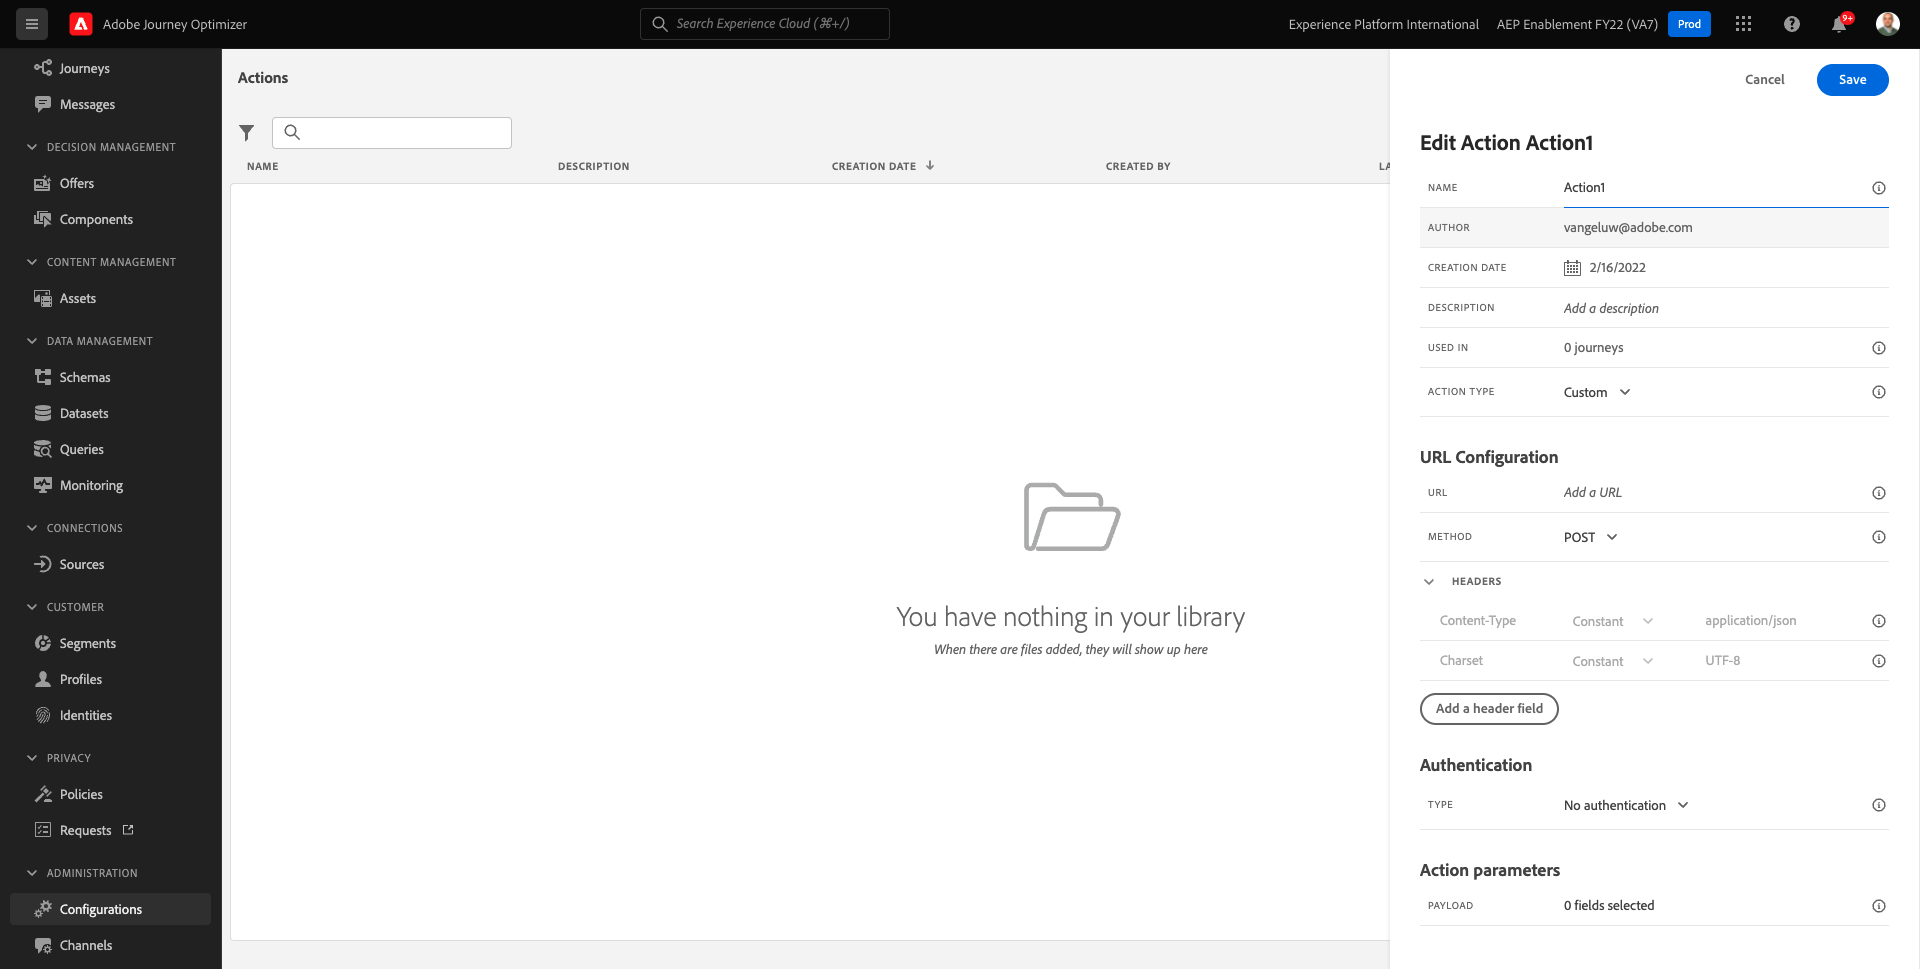 Adobe Journey Optimizer
Search Experience Cloud (⌘+/)
Experience Platform International
AEP Enablement FY22 (VA7)
Prod
9+
Journeys
Messages
DECISION MANAGEMENT
Offers
Components
CONTENT MANAGEMENT
Assets
DATA MANAGEMENT
Schemas
Datasets
Queries
Monitoring
CONNECTIONS
Sources
CUSTOMER
Segments
Profiles
Identities
PRIVACY
Policies
Requests
ADMINISTRATION
Configurations
Channels
Actions
NAME DESCRIPTION CREATION DATE CREATED BY LA
You have nothing in your library
When there are files added, they will show up here
Cancel Save
Edit Action Action1
NAME Action1
AUTHOR vangeluw@adobe.com
CREATION DATE 2/16/2022
DESCRIPTION Add a description
USED IN 0 journeys
ACTION TYPE Custom
URL Configuration
URL Add a URL
METHOD POST
HEADERS
Content-Type Constant application/json
Charset Constant UTF-8
Add a header field
Authentication
TYPE No authentication
Action parameters
PAYLOAD 0 fields selected